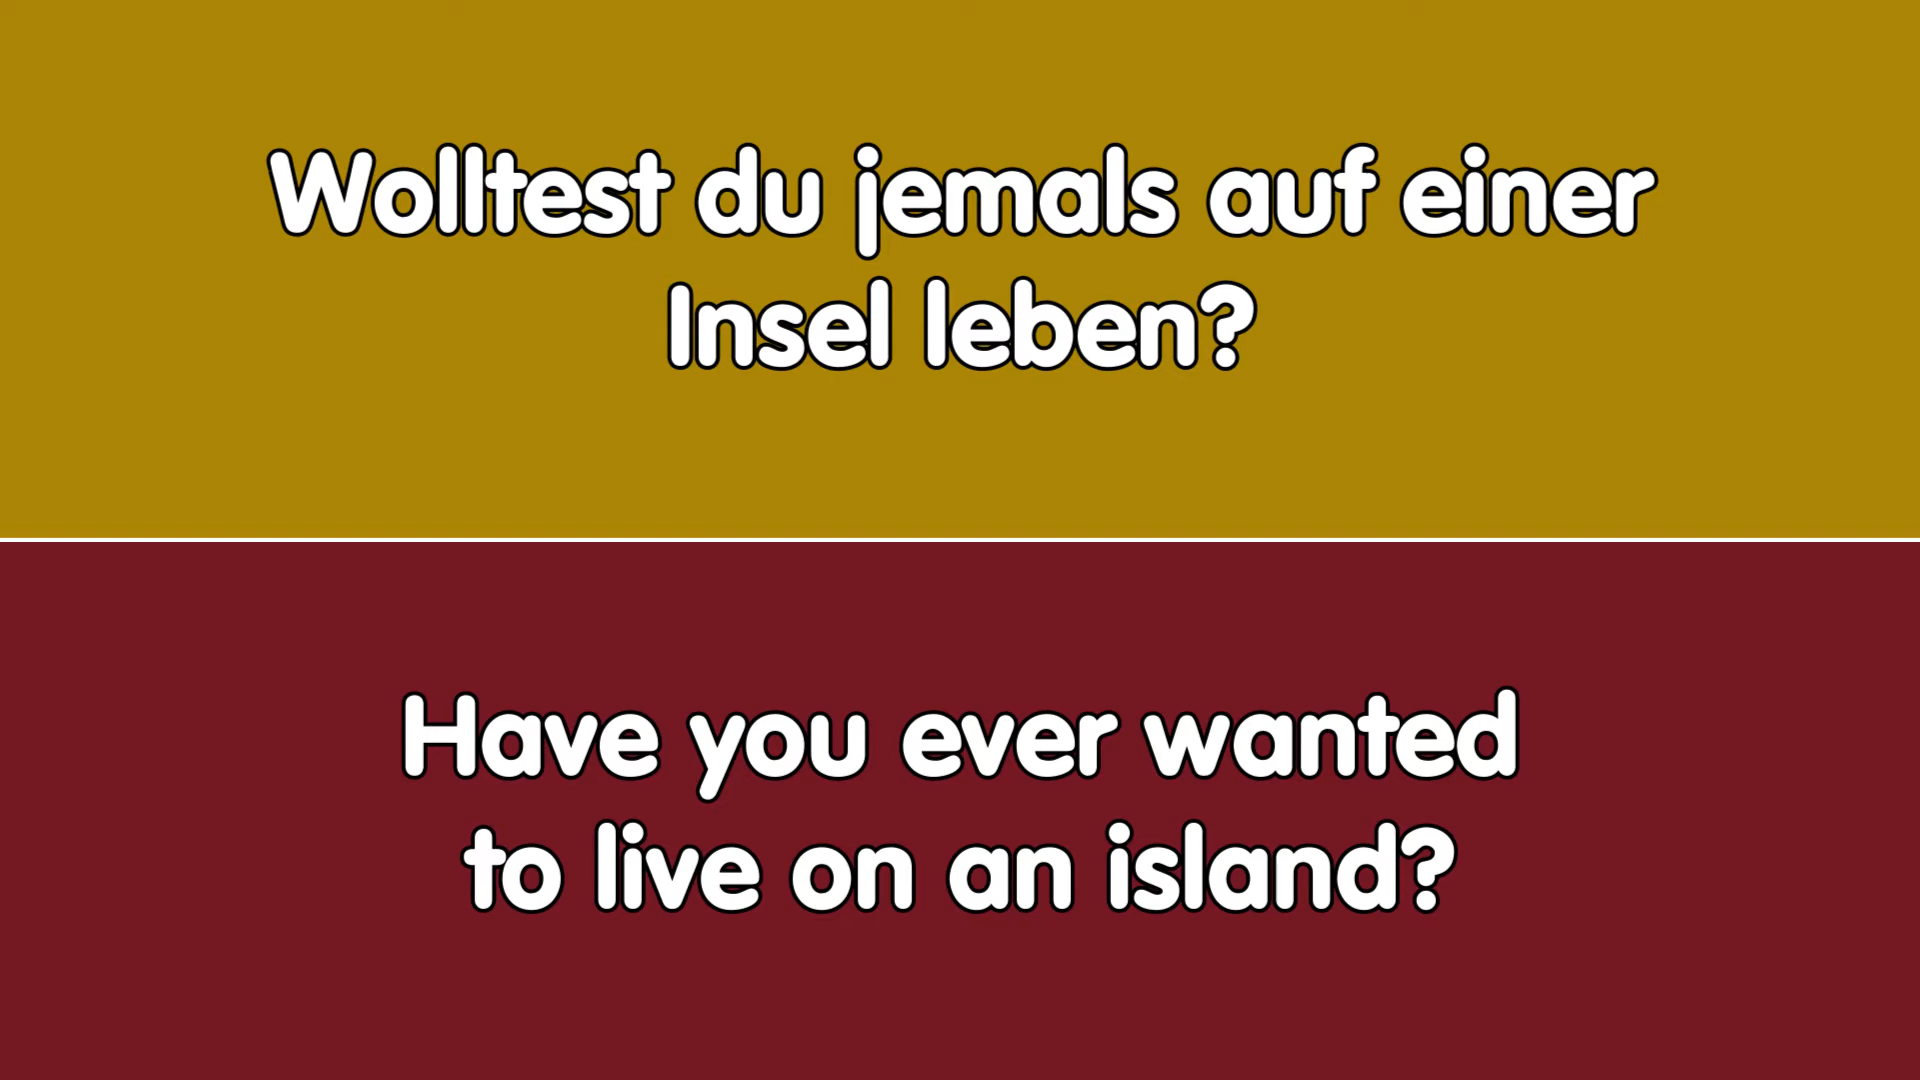 Wolltest du jemals auf einer
Insel leben?
Have you ever wanted
to live on an island?